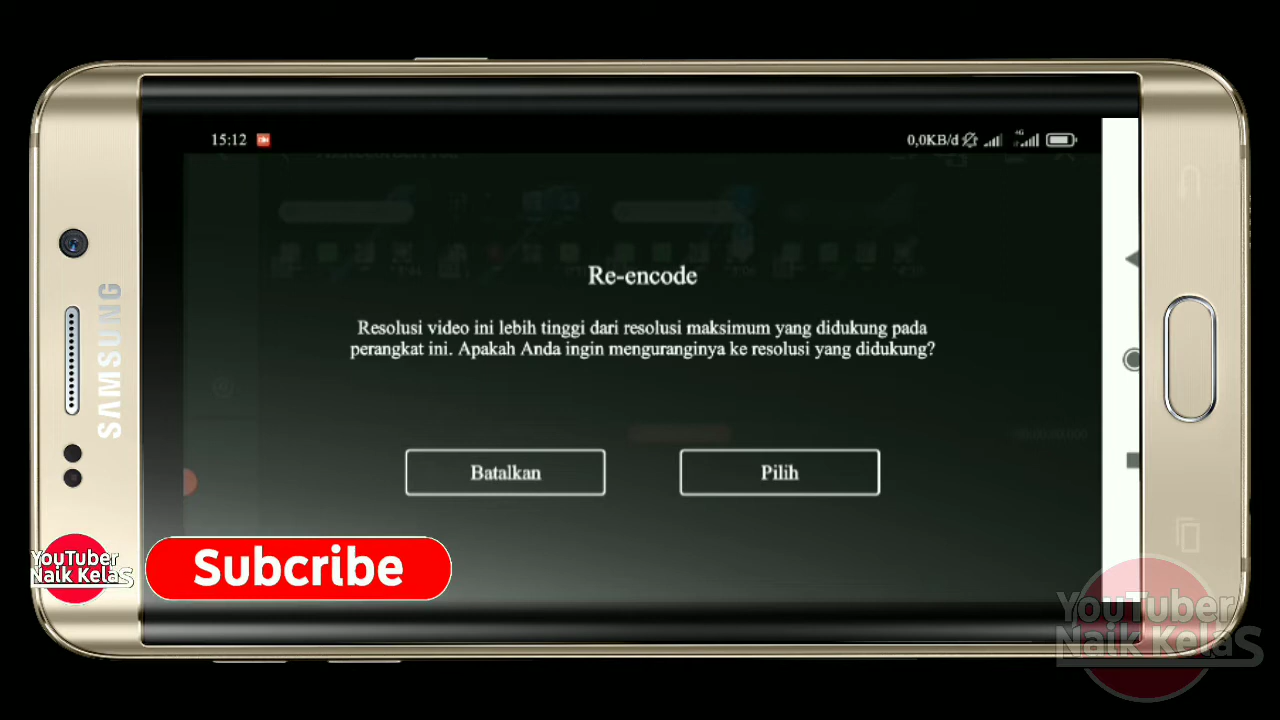 15:12
0,0KB/d
4G
Re-encode
Resolusi video ini lebih tinggi dari resolusi maksimum yang didukung pada
perangkat ini. Apakah Anda ingin menguranginya ke resolusi yang didukung?
Batalkan
Pilih
SAMSUNG
YouTuber
Naik KelaS
Subcribe
YouTuber
Naik KelaS